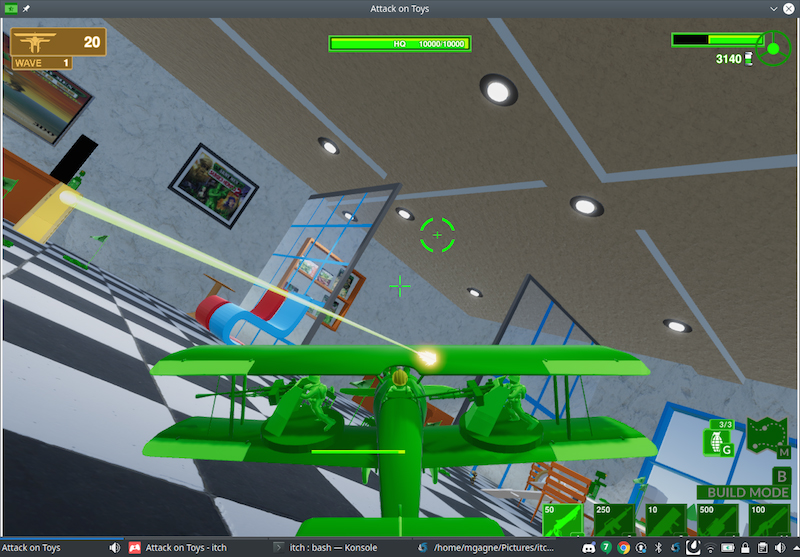 Attack on Toys
20
WAVE 1
HQ 10000/10000
3140
3/3
G
M
B
BUILD MODE
50
250
10
500
100
Attack on Toys
Attack on Toys - itch
itch : bash — Konsole
/home/mgagne/Pictures/itc...